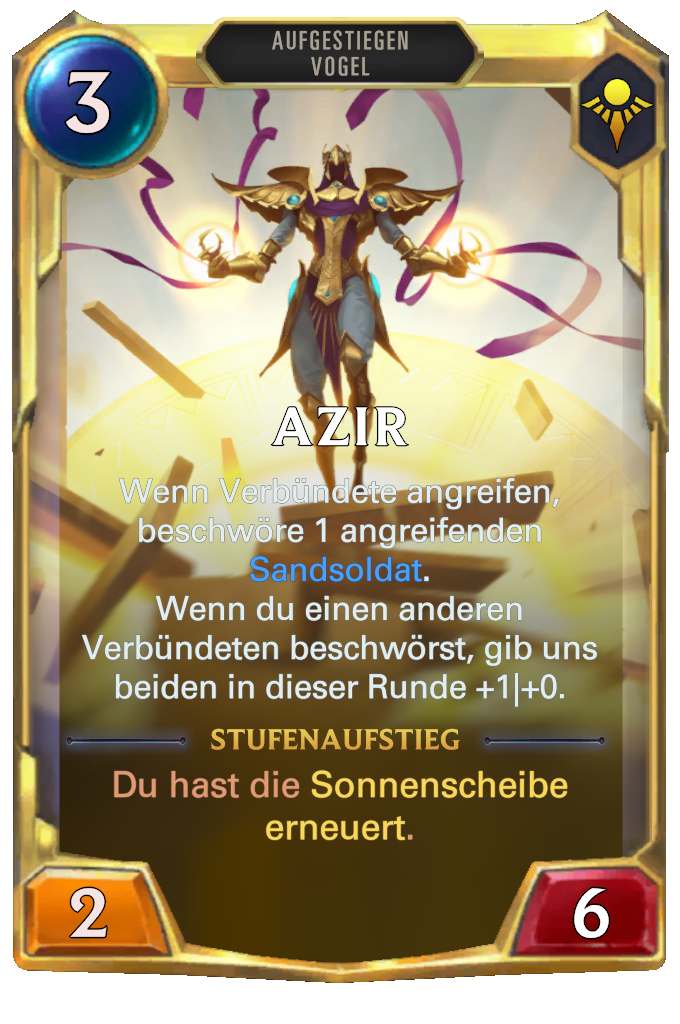 AUFGESTIEGEN
VOGEL
3
AZIR
Wenn Verbündete angreifen,
beschwöre 1 angreifenden
Sandsoldat.
Wenn du einen anderen
Verbündeten beschwörst, gib uns
beiden in dieser Runde +1|+0.
STUFENAUFSTIEG
Du hast die Sonnenscheibe
erneuert.
2
6